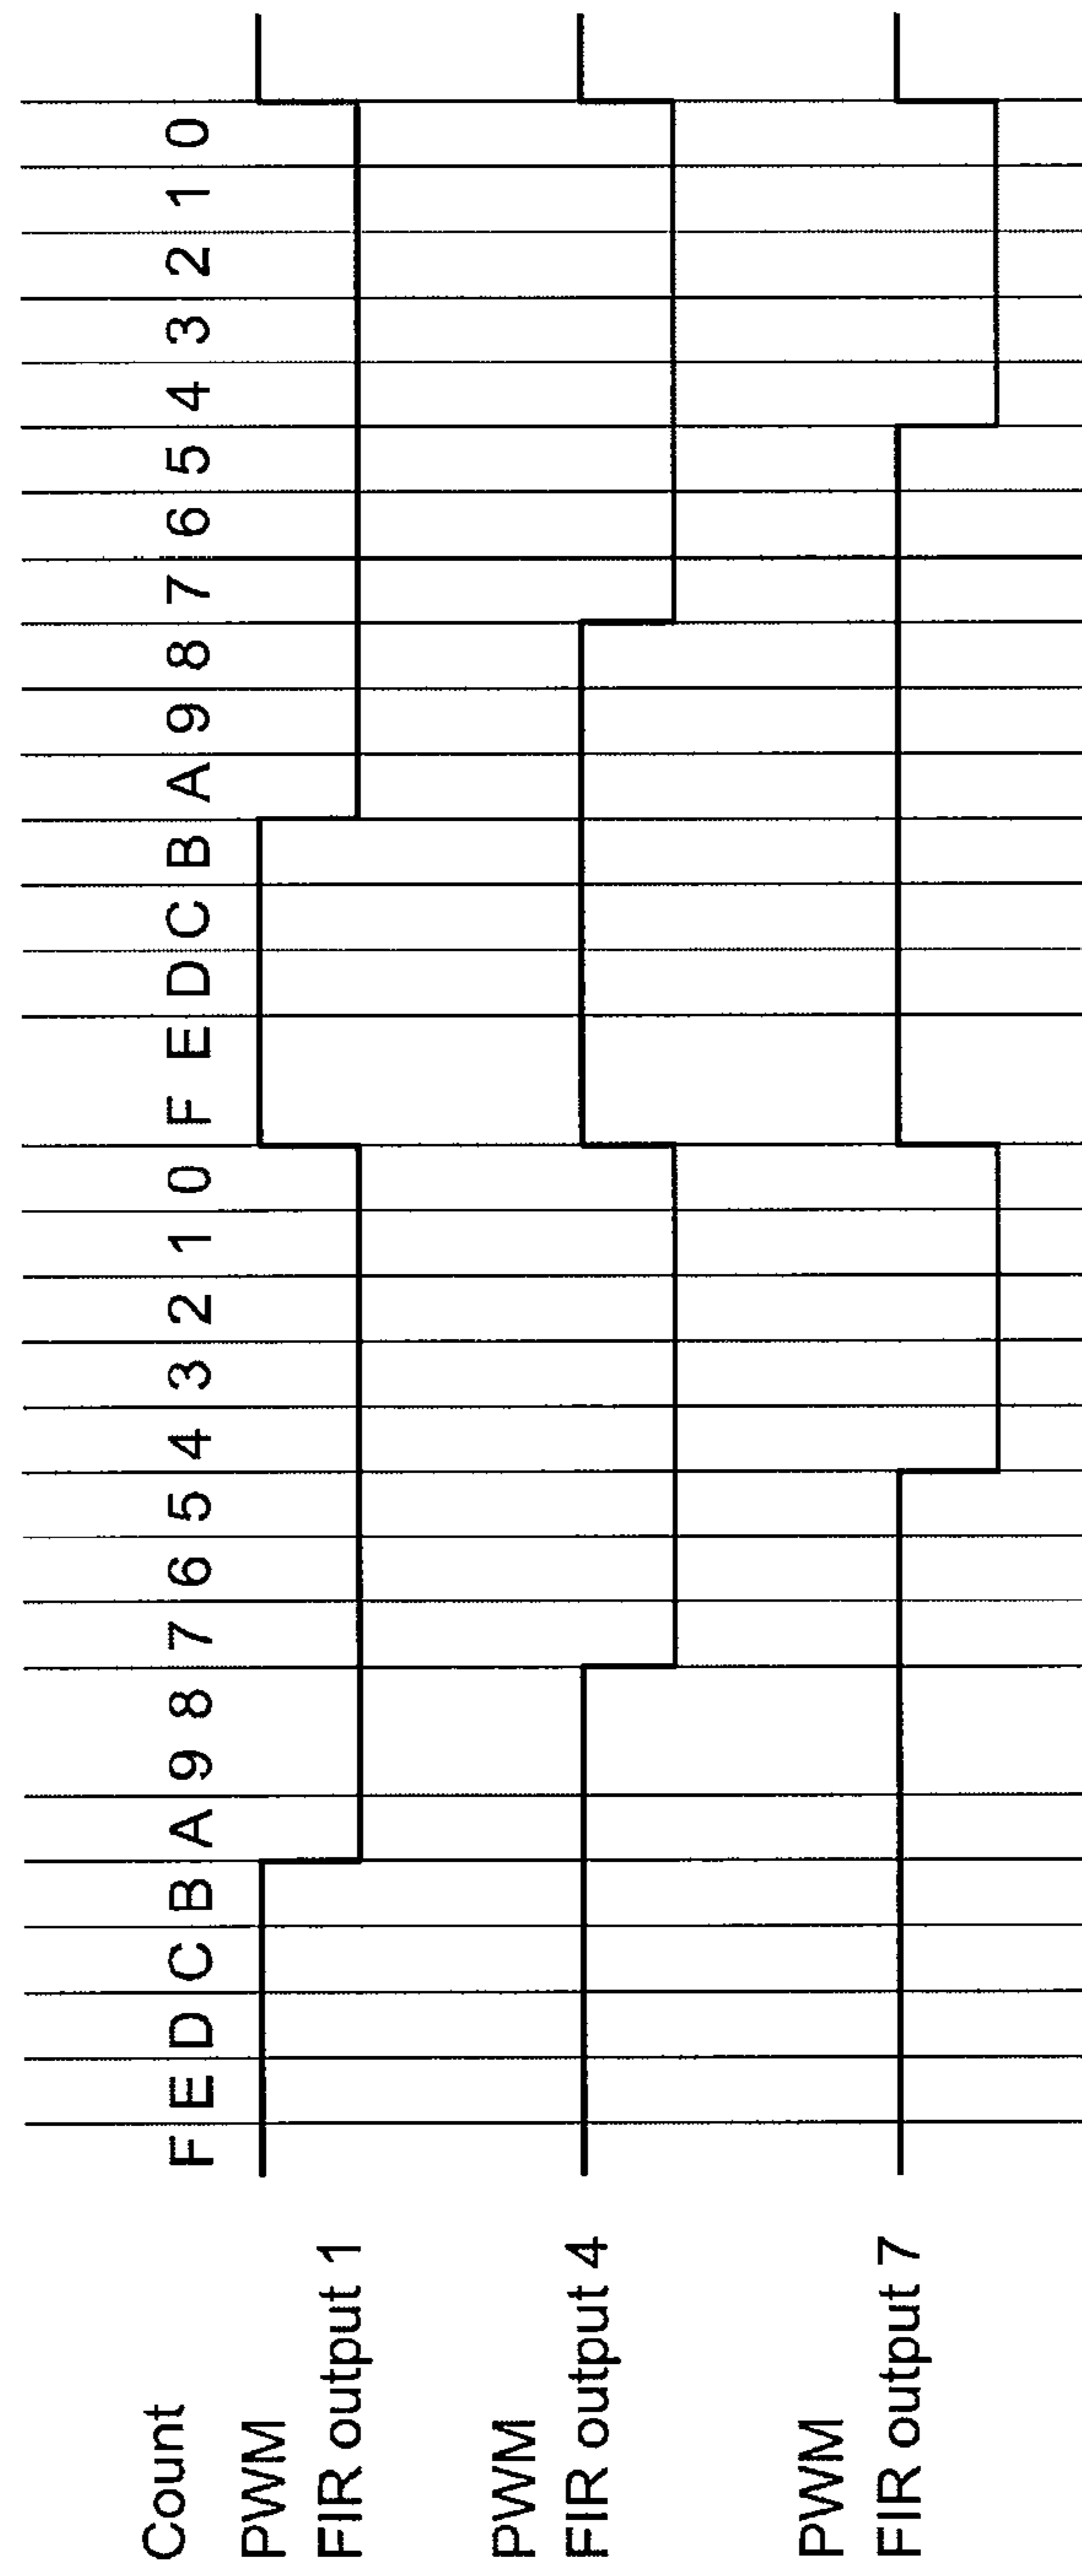 Count F E D C B A 9 8 7 6 5 4 3 2 1 0 F E D C B A 9 8 7 6 5 4 3 2 1 0
PWM
FIR output 1
PWM
FIR output 4
PWM
FIR output 7